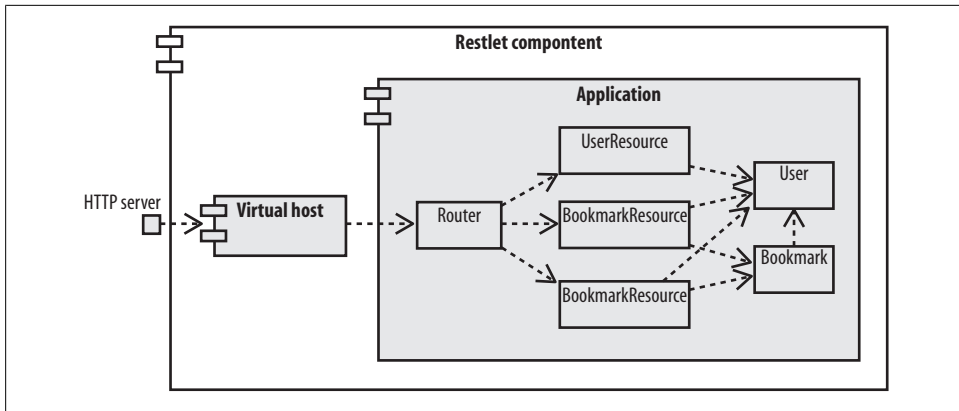 Restlet compontent
Application
UserResource
User
HTTP server
Virtual host
Router
BookmarkResource
Bookmark
BookmarkResource